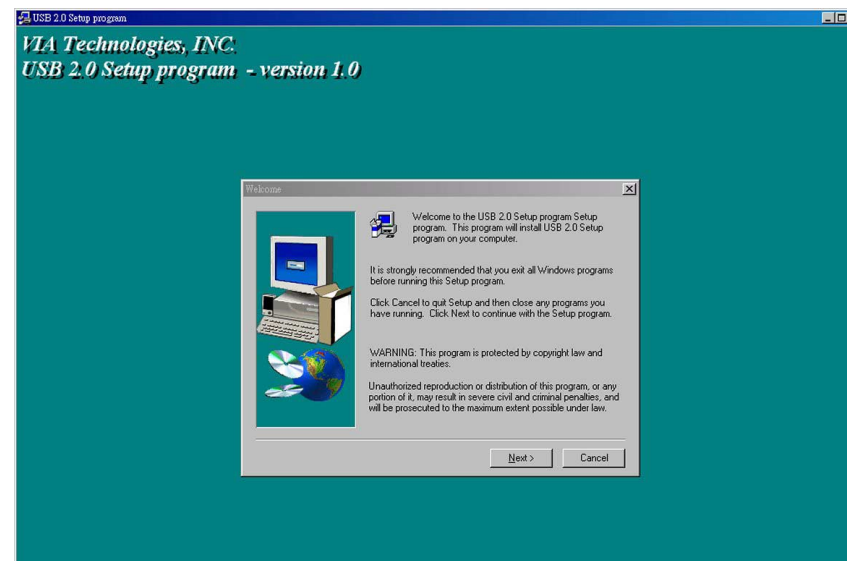 USB 2.0 Setup program
VIA Technologies, INC.
USB 2.0 Setup program - version 1.0
Welcome
Welcome to the USB 2.0 Setup program Setup
program. This program will install USB 2.0 Setup
program on your computer.
It is strongly recommended that you exit all Windows programs
before running this Setup program.
Click Cancel to quit Setup and then close any programs you
have running. Click Next to continue with the Setup program.
WARNING: This program is protected by copyright law and
international treaties.
Unauthorized reproduction or distribution of this program, or any
portion of it, may result in severe civil and criminal penalties, and
will be prosecuted to the maximum extent possible under law.
Next >
Cancel